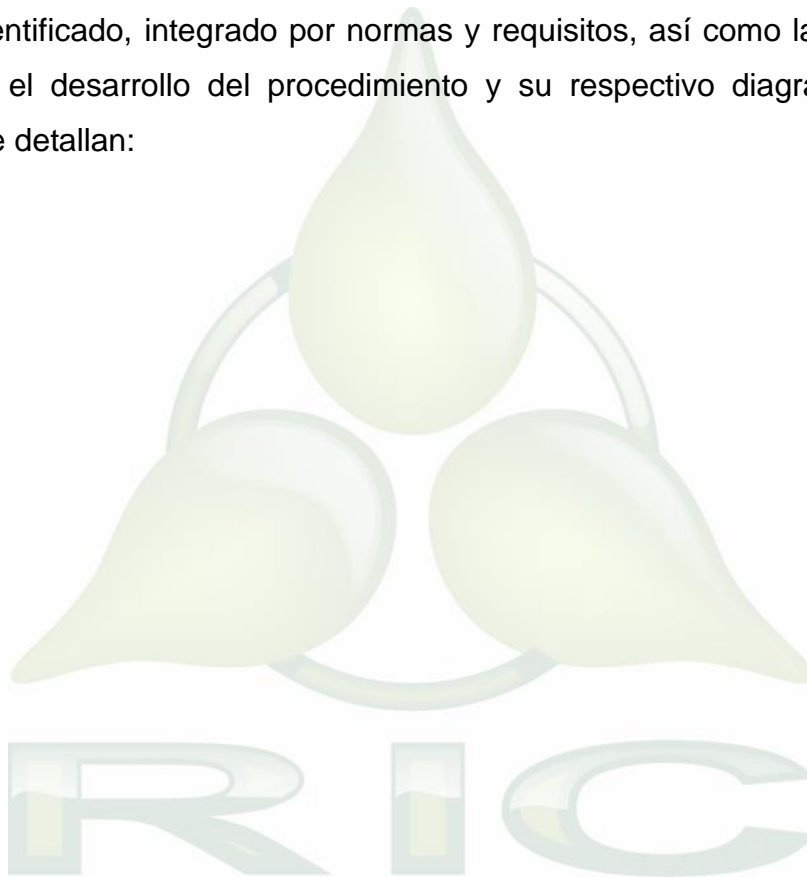 entificado, integrado por normas y requisitos, así como la
el desarrollo del procedimiento y su respectivo diagra
e detallan:
RIC